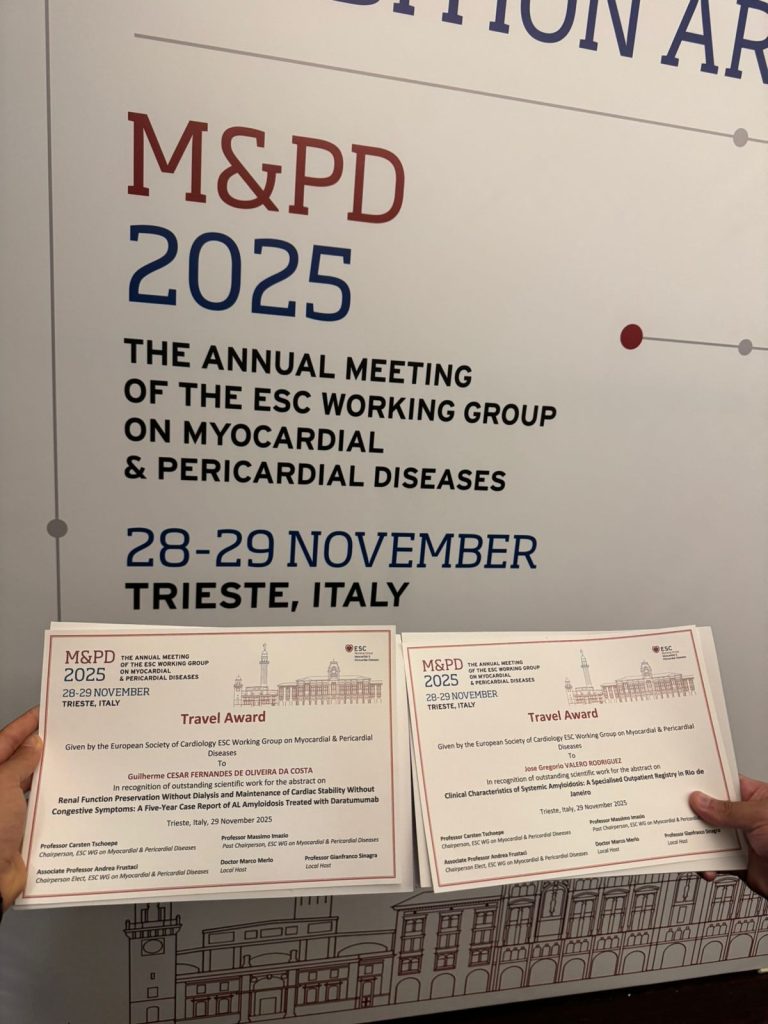 DITION AR
M&PD
2025
THE ANNUAL MEETING
OF THE ESC WORKING GROUP
ON MYOCARDIAL
& PERICARDIAL DISEASES
28-29 NOVEMBER
TRIESTE, ITALY
M&PD
2025
THE ANNUAL MEETING
OF THE ESC WORKING GROUP
ON MYOCARDIAL
& PERICARDIAL DISEASES
28-29 NOVEMBER
TRIESTE, ITALY
ESC
Travel Award
Given by the European Society of Cardiology ESC Working Group on Myocardial & Pericardial
Diseases
To
Guilherme CESAR FERNANDES DE OLIVEIRA DA COSTA
In recognition of outstanding scientific work for the abstract on
Renal Function Preservation Without Dialysis and Maintenance of Cardiac Stability Without
Congestive Symptoms: A Five-Year Case Report of AL Amyloidosis Treated with Daratumumab
Trieste, Italy, 29 November 2025
Professor Carsten Tschoepe
Chairperson, ESC WG on Myocardial & Pericardial Diseases
Professor Massimo Imazio
Past Chairperson, ESC WG on Myocardial & Pericardial Diseases
Associate Professor Andrea Frustaci
Chairperson Elect, ESC WG on Myocardial & Pericardial Diseases
Doctor Marco Merlo
Local Host
Professor Gianfranco Sinagra
Local Host
M&PD
2025
THE ANNUAL MEETING
OF THE ESC WORKING GROUP
ON MYOCARDIAL
& PERICARDIAL DISEASES
28-29 NOVEMBER
TRIESTE, ITALY
ESC
Travel Award
Given by the European Society of Cardiology ESC Working Group on Myocardial & Pericardial
Diseases
To
Jose Gregorio VALERO RODRIGUEZ
In recognition of outstanding scientific work for the abstract on
Clinical Characteristics of Systemic Amyloidosis: A Specialised Outpatient Registry in Rio de
Janeiro
Trieste, Italy, 29 November 2025
Professor Carsten Tschoepe
Chairperson, ESC WG on Myocardial & Pericardial Diseases
Professor Massimo Imazio
Past Chairperson, ESC WG on Myocardial & Pericardial
Associate Professor Andrea Frustaci
Chairperson Elect, ESC WG on Myocardial & Pericardial Diseases
Doctor Marco Merlo
Local Host
Professor Gianfranco Sinagra
Local Host